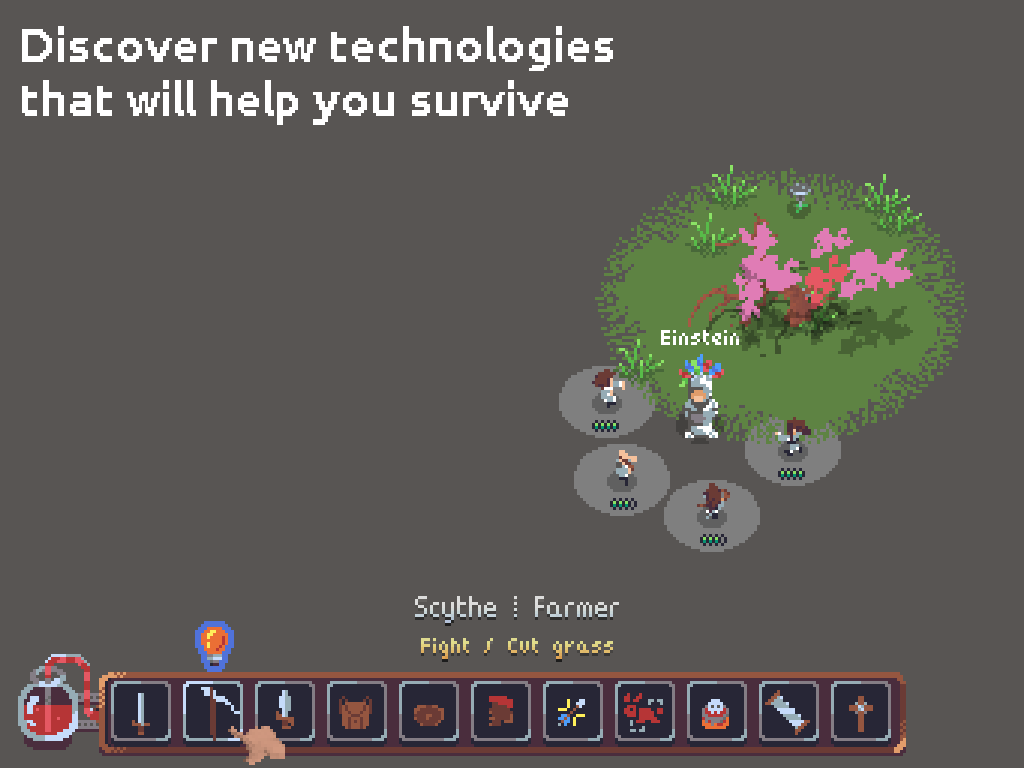 Discover new technologies
that will help you survive
Einstein
Scythe ⁞ Farmer
Fight / Cut grass